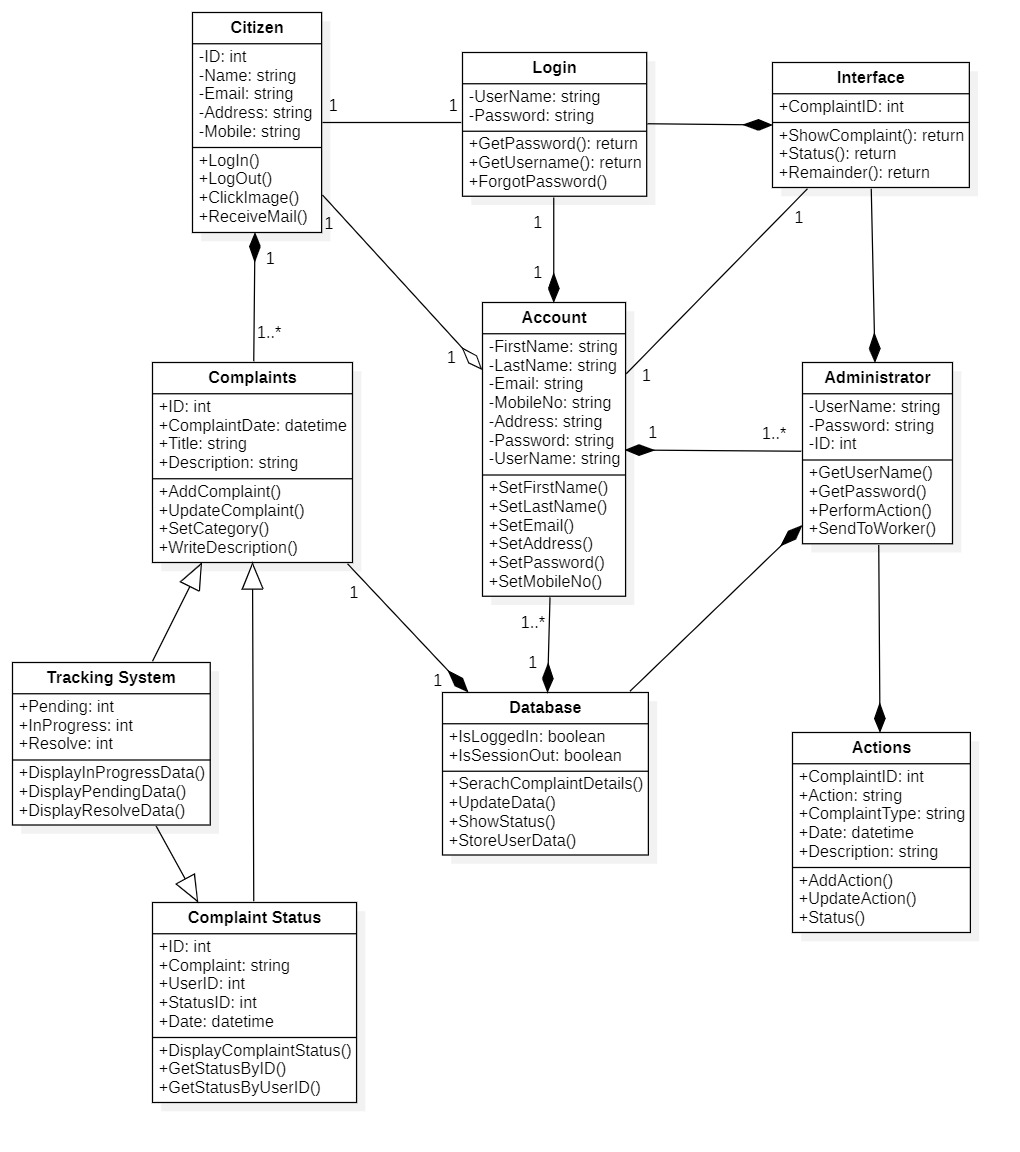 Citizen
-ID: int
-Name: string
-Email: string
-Address: string
-Mobile: string
+LogIn()
+LogOut()
+ClickImage()
+ReceiveMail()
1
1
Login
-UserName: string
-Password: string
+GetPassword(): return
+GetUsername(): return
+ForgotPassword()
Interface
+ComplaintID: int
+ShowComplaint(): return
+Status(): return
+Remainder(): return
1
1
1
1
1
1..*
1
1
Complaints
+ID: int
+ComplaintDate: datetime
+Title: string
+Description: string
+AddComplaint()
+UpdateComplaint()
+SetCategory()
+WriteDescription()
Account
-FirstName: string
-LastName: string
-Email: string
-MobileNo: string
-Address: string
-Password: string
-UserName: string
+SetFirstName()
+SetLastName()
+SetEmail()
+SetAddress()
+SetPassword()
+SetMobileNo()
1
1..*
Administrator
-UserName: string
-Password: string
-ID: int
+GetUserName()
+GetPassword()
+PerformAction()
+SendToWorker()
1
1..*
1
1
Tracking System
+Pending: int
+InProgress: int
+Resolve: int
+DisplayInProgressData()
+DisplayPendingData()
+DisplayResolveData()
Database
+IsLoggedIn: boolean
+IsSessionOut: boolean
+SerachComplaintDetails()
+UpdateData()
+ShowStatus()
+StoreUserData()
Actions
+ComplaintID: int
+Action: string
+ComplaintType: string
+Date: datetime
+Description: string
+AddAction()
+UpdateAction()
+Status()
Complaint Status
+ID: int
+Complaint: string
+UserID: int
+StatusID: int
+Date: datetime
+DisplayComplaintStatus()
+GetStatusByID()
+GetStatusByUserID()